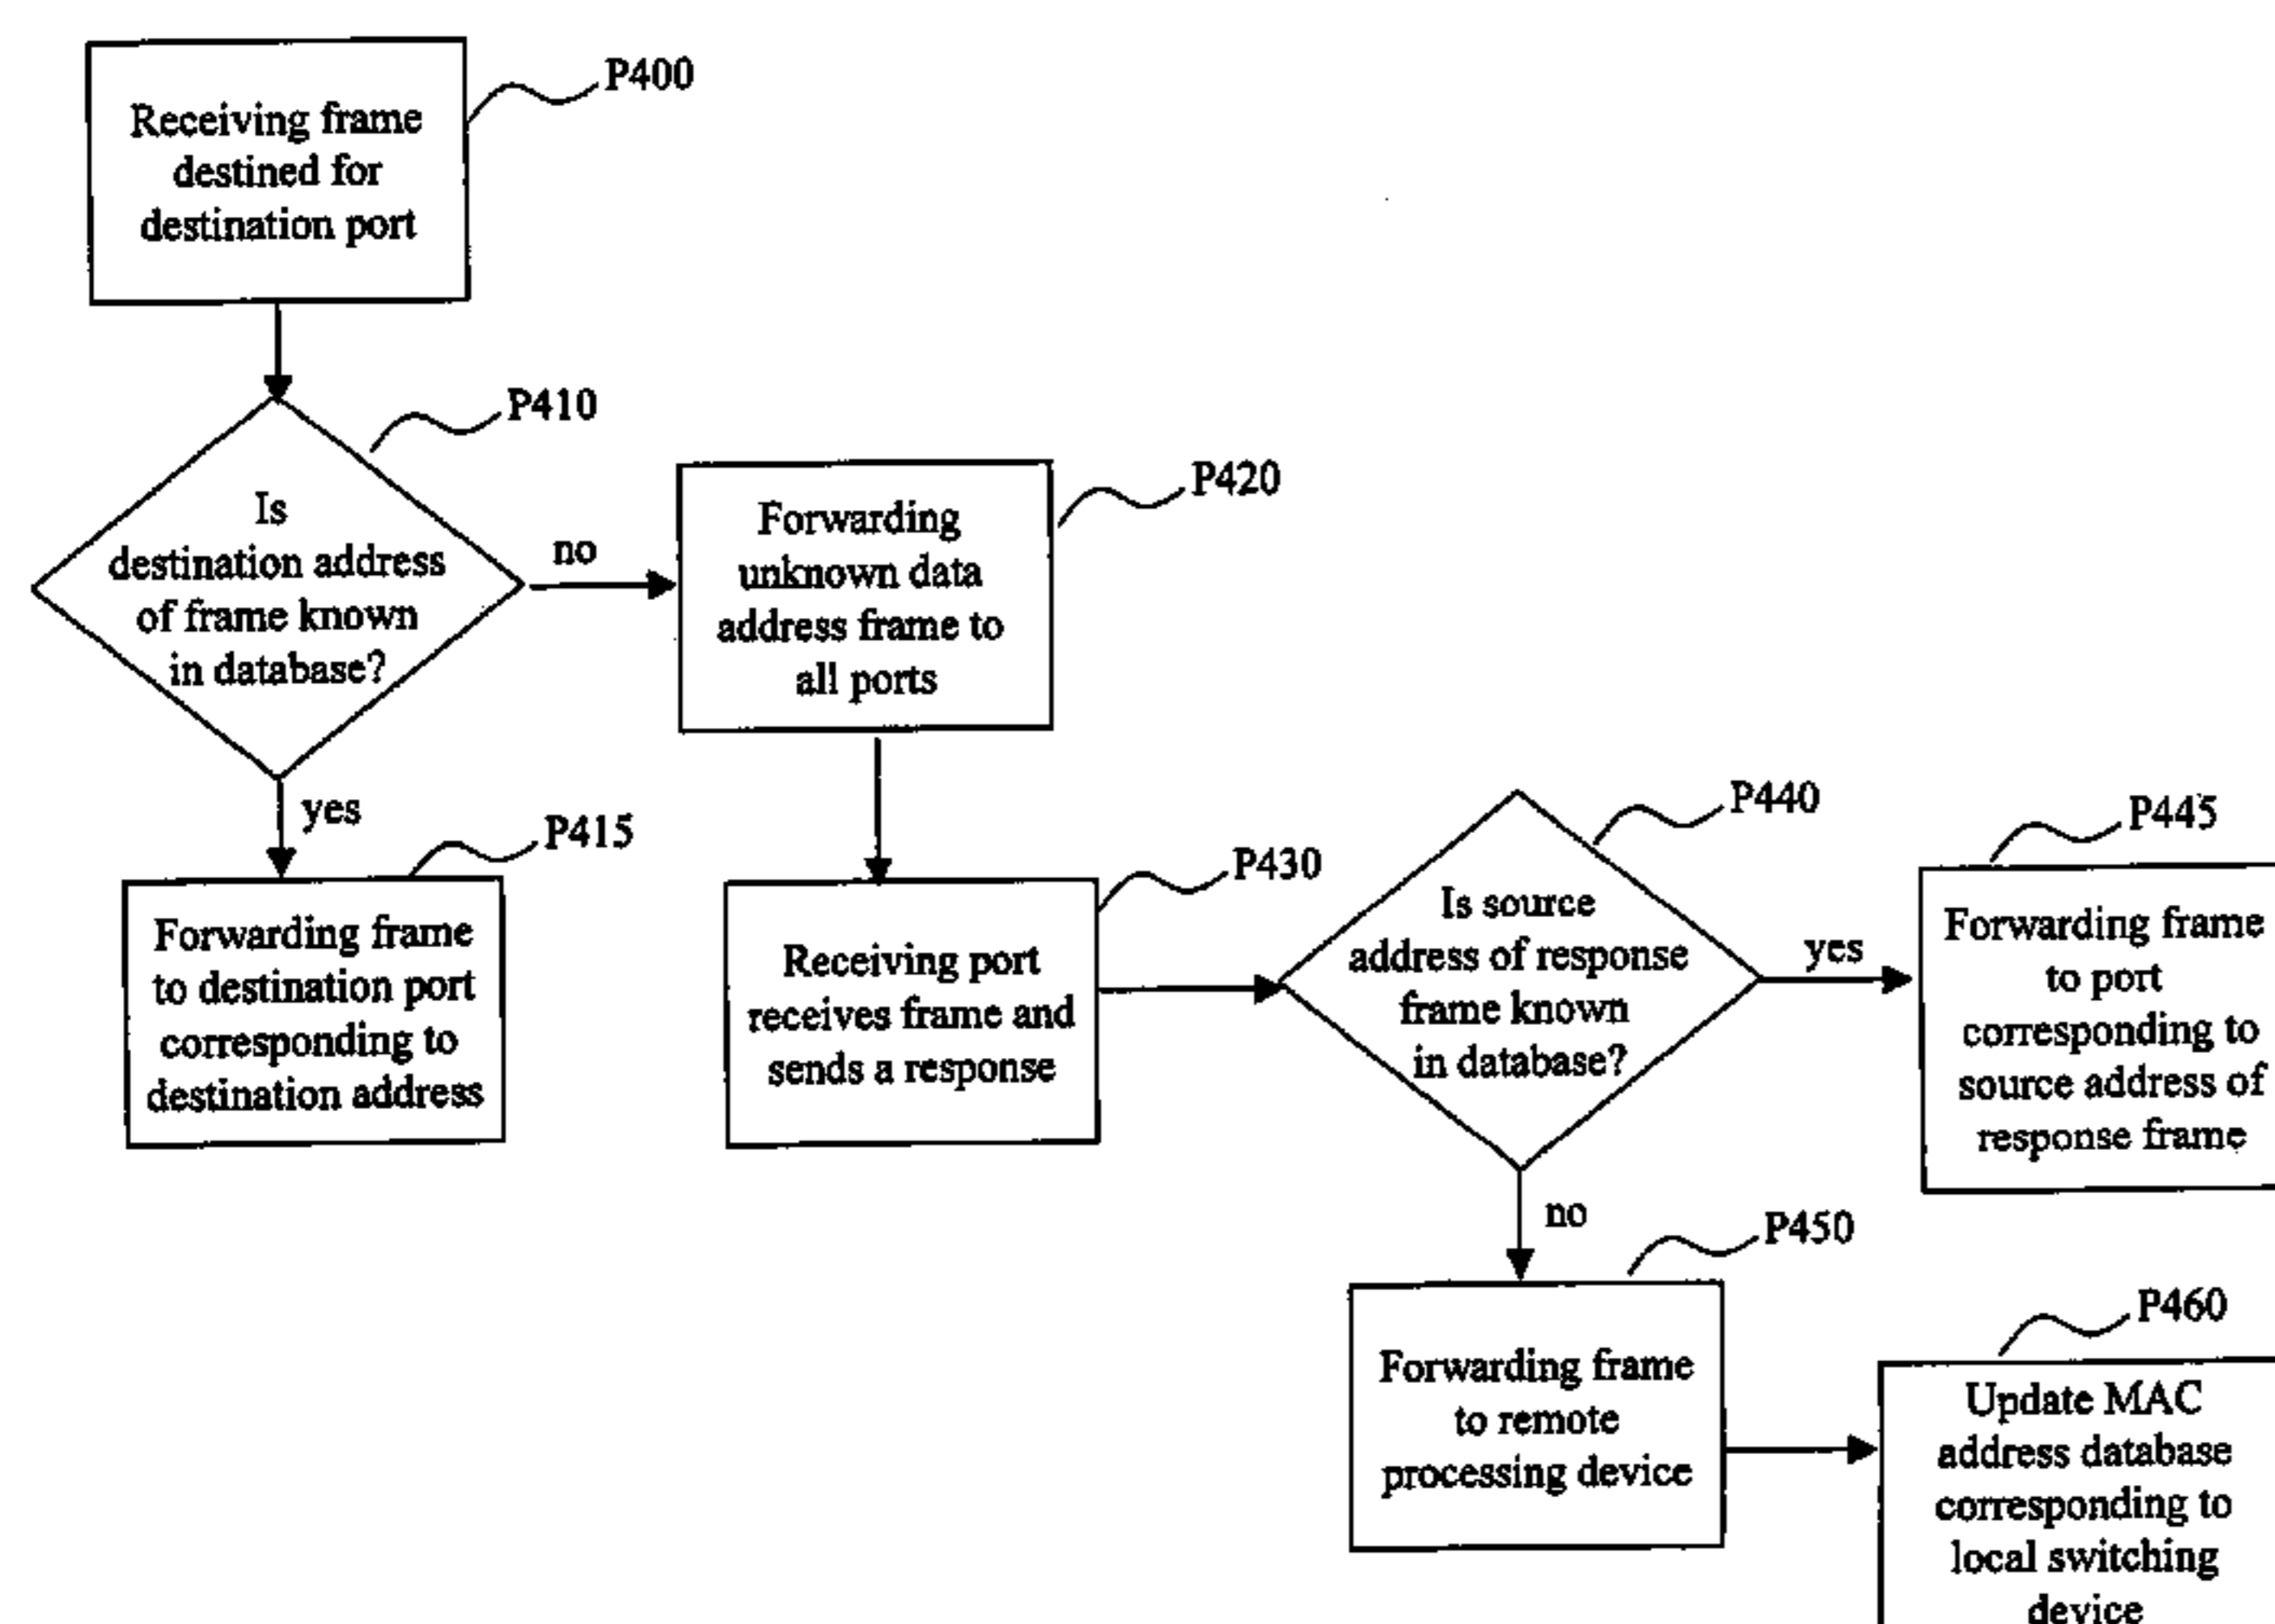 P400
Receiving frame
destined for
destination port
P410
Is
destination address
of frame known
in database?
no
yes
P420
Forwarding
unknown data
address frame to
all ports
P415
Forwarding frame
to destination port
corresponding to
destination address
P430
Receiving port
receives frame and
sends a response
P440
Is source
address of response
frame known
in database?
yes
no
P445
Forwarding frame
to port
corresponding to
source address of
response frame
P450
Forwarding frame
to remote
processing device
P460
Update MAC
address database
corresponding to
local switching
device